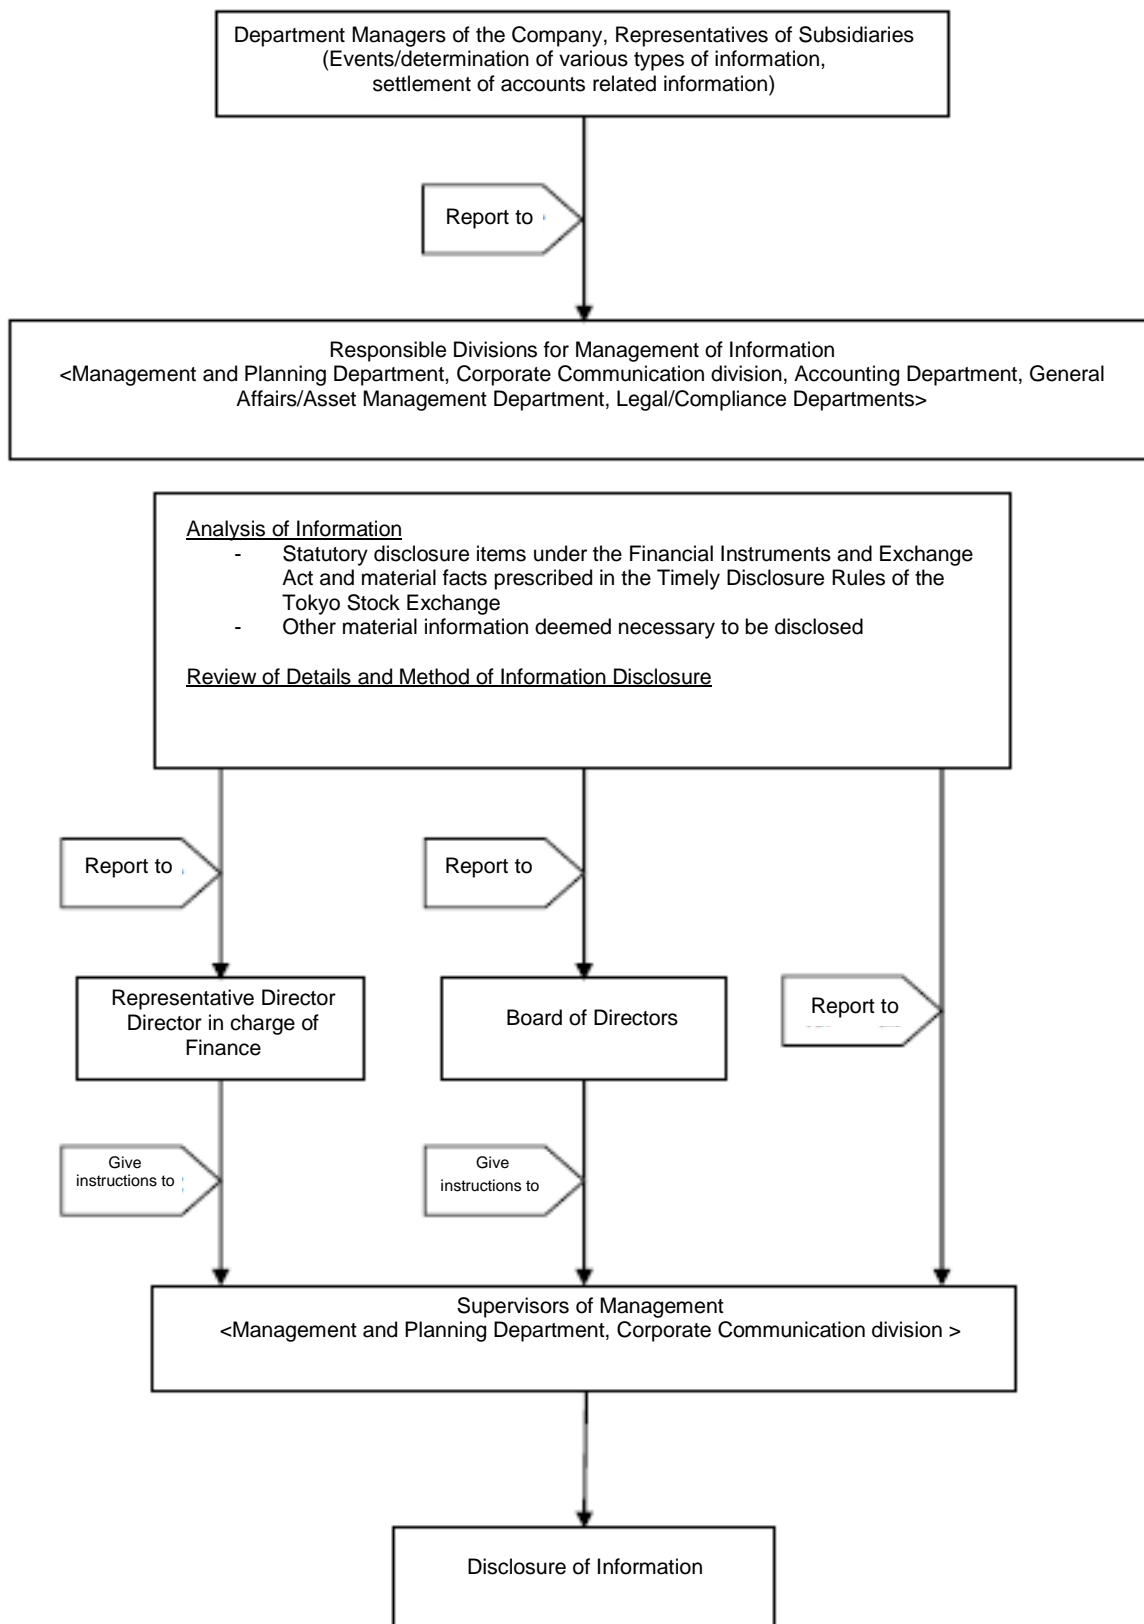 Department Managers of the Company, Representatives of Subsidiaries
(Events/determination of various types of information,
settlement of accounts related information)
Report to
Responsible Divisions for Management of Information
<Management and Planning Department, Corporate Communication division, Accounting Department, General
Affairs/Asset Management Department, Legal/Compliance Departments>
Analysis of Information
- Statutory disclosure items under the Financial Instruments and Exchange
Act and material facts prescribed in the Timely Disclosure Rules of the
Tokyo Stock Exchange
- Other material information deemed necessary to be disclosed
Review of Details and Method of Information Disclosure
Report to
Report to
Representative Director
Director in charge of
Finance
Board of Directors
Report to
Give
instructions to
Give
instructions to
Supervisors of Management
<Management and Planning Department, Corporate Communication division >
Disclosure of Information